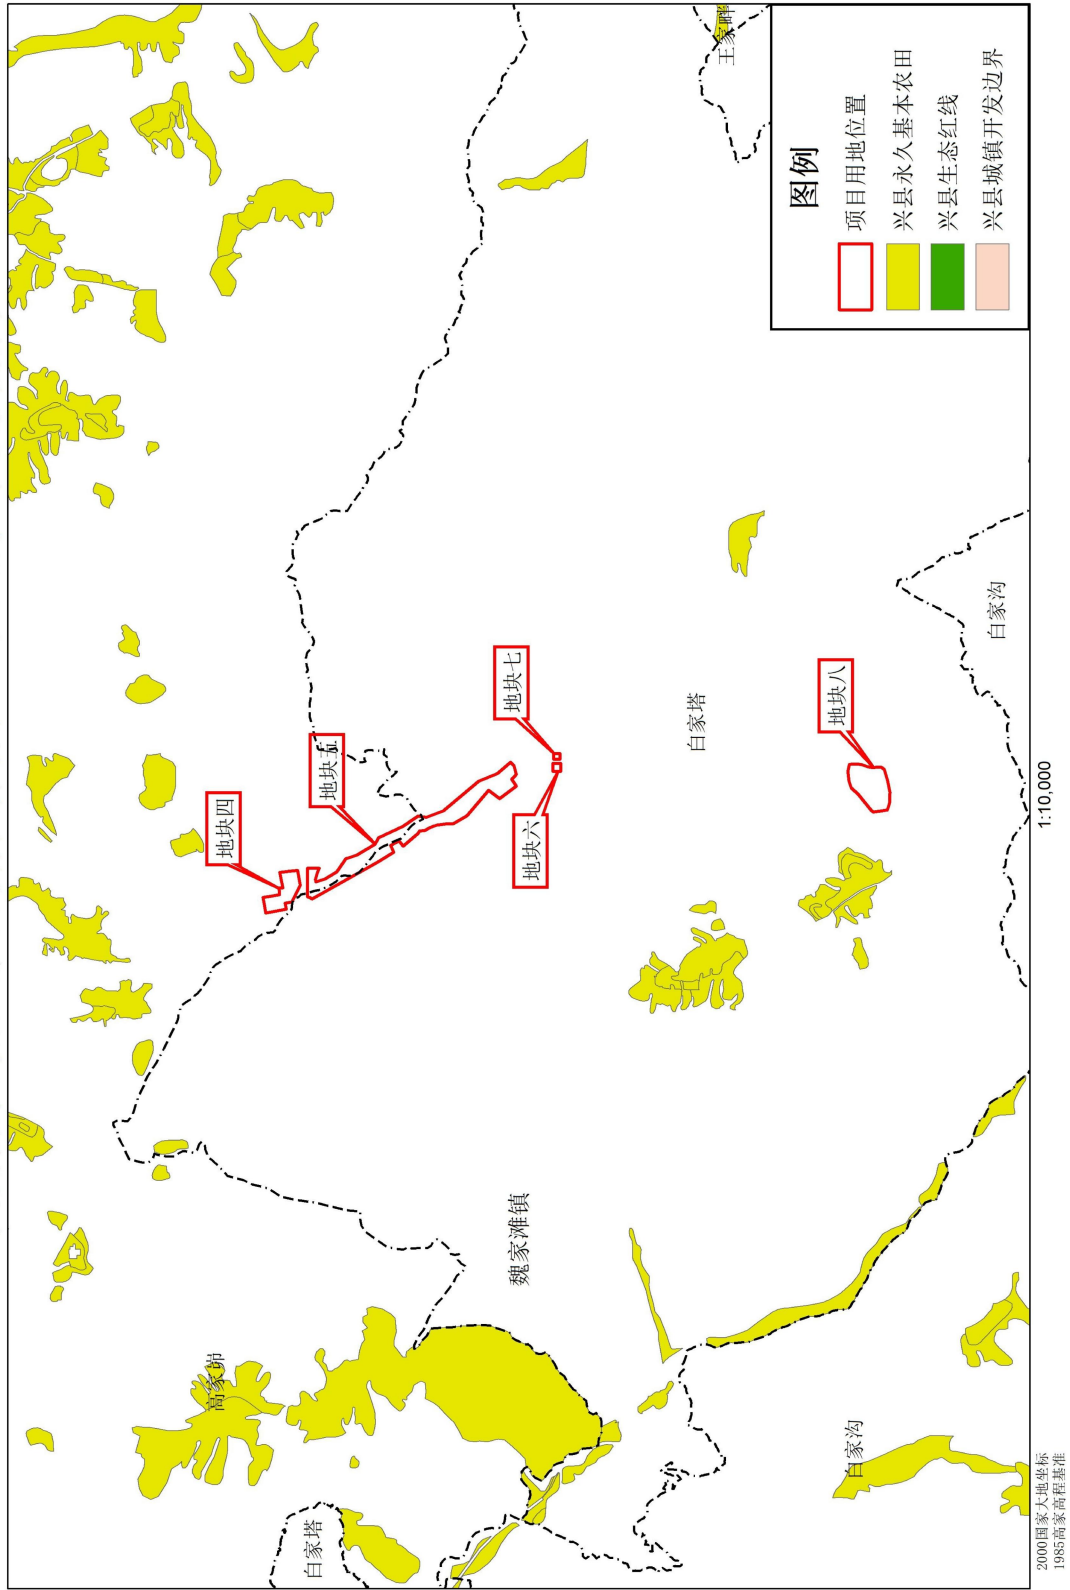 高家峁
白家塔
魏家滩镇
白家沟
地块四
地块五
地块六
地块七
白家塔
地块八
白家沟
王家畔
图例
项目用地位置
兴县永久基本农田
兴县生态红线
兴县城镇开发边界
2000国家大地坐标
1985高家高程基准
1:10,000